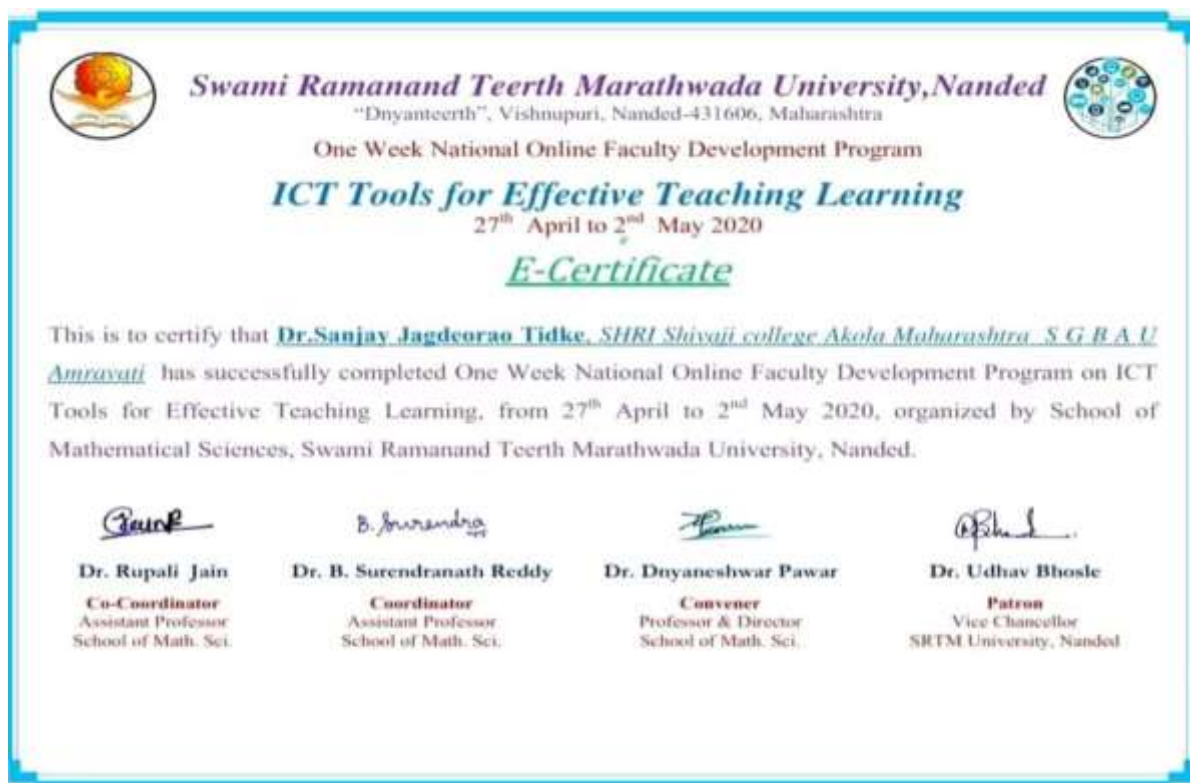 Swami Ramanand Teerth Marathwada University,Nanded
"Dnyanteerth", Vishnupuri, Nanded-431606, Maharashtra
One Week National Online Faculty Development Program
ICT Tools for Effective Teaching Learning
27th April to 2nd May 2020
E-Certificate
This is to certify that Dr.Sanjay Jagdeorao Tidke, SHRI Shivaji college Akola Maharashtra S G B A U
Amravati has successfully completed One Week National Online Faculty Development Program on ICT
Tools for Effective Teaching Learning, from 27th April to 2nd May 2020, organized by School of
Mathematical Sciences, Swami Ramanand Teerth Marathwada University, Nanded.
B. Surendra
Dr. Rupali Jain Dr. B. Surendranath Reddy Dr. Dnyaneshwar Pawar Dr. Udhav Bhosle
Co-Coordinator Coordinator Convener Patron
Assistant Professor Assistant Professor Professor & Director Vice Chancellor
School of Math. Sci. School of Math. Sci. School of Math. Sci. SRTM University, Nanded